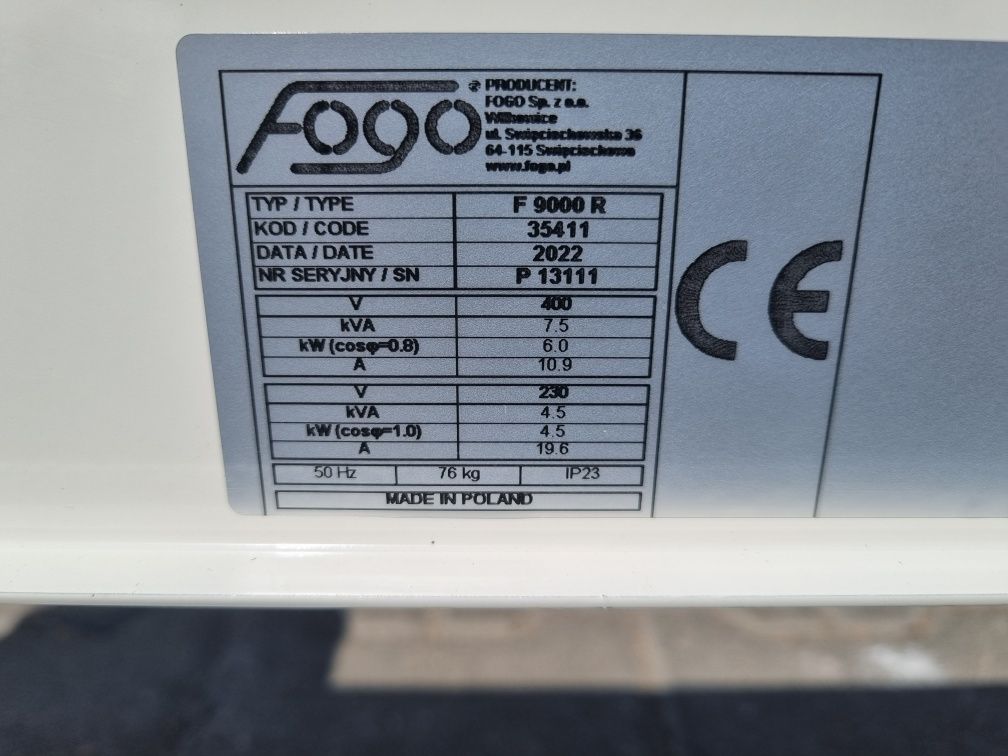 Fogo ® PRODUCENT:
FOGO Sp. z o.o.
Wilkowice
ul. Święciechowska 36
64-115 Święciechowa
www.fogo.pl
TYP / TYPE F 9000 R
KOD / CODE 35411
DATA / DATE 2022
NR SERYJNY / SN P 13111
V 400
kVA 7.5
kW (cosφ=0.8) 6.0
A 10.9
V 230
kVA 4.5
kW (cosφ=1.0) 4.5
A 19.6
50 Hz 76 kg IP23
MADE IN POLAND
CE